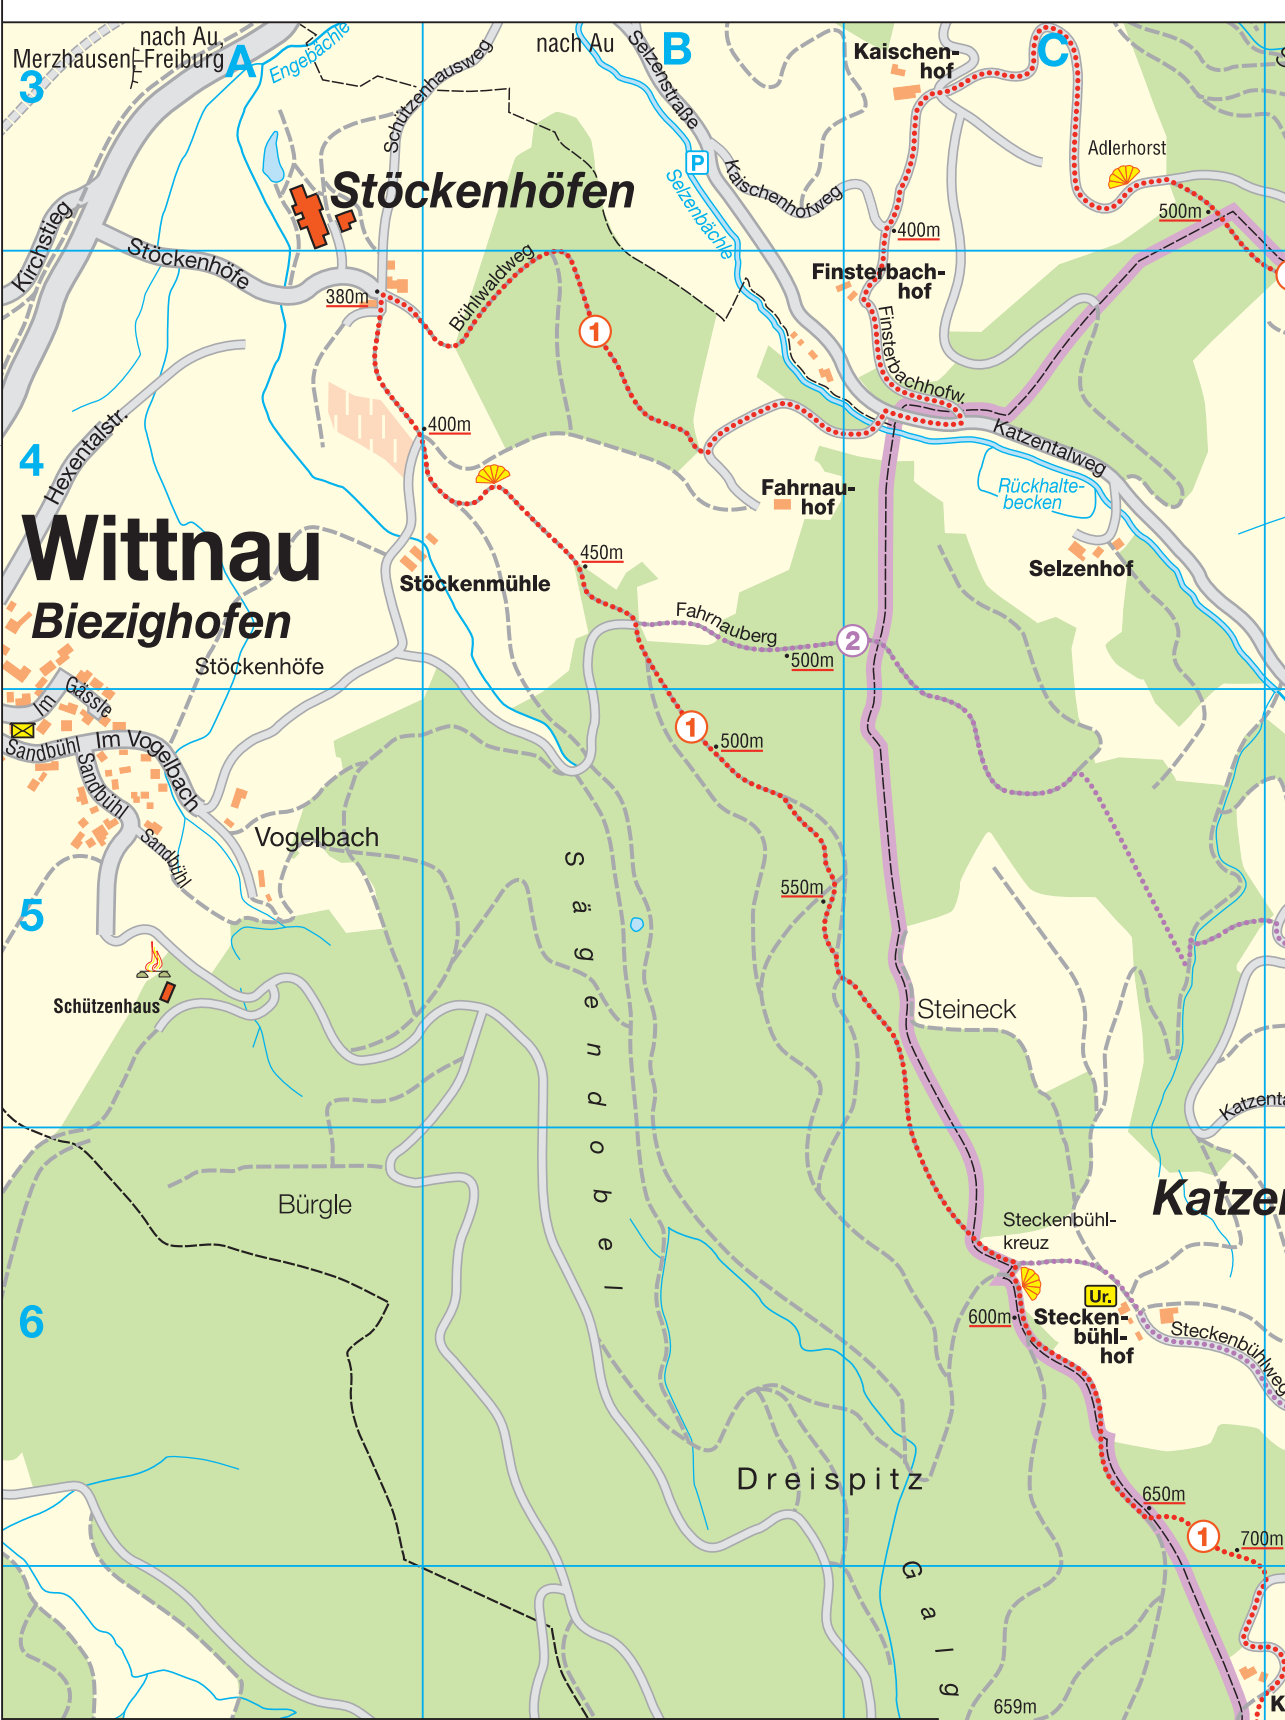 nach Au,
Merzhausen, Freiburg
A
3
Engebächle
Schützenhausweg
nach Au
Selzenstraße
B
Kaischen-
hof
C
P
Kaischenhofweg
Selzenbächle
Adlerhorst
500m
400m
Stöckenhöfen
Kirchstieg
Stöckenhöfe
380m
Bühlwaldweg
1
Finsterbach-
hof
Finsterbachhofw.
Katzentalweg
Hexentalstr.
400m
4
Fahrnau-
hof
Rückhalte-
becken
Selzenhof
Wittnau
Biezighofen
Stöckenmühle
450m
Fahrnauberg
2
500m
Stöckenhöfe
Im
Gässle
Sandbühl
Im Vogelbach
Sandbühl
Sandbühl
Vogelbach
1
500m
550m
5
Sägendobel
Schützenhaus
Steineck
Katzenta
Katzen
Bürgle
Steckenbühl-
kreuz
Ur.
600m
Stecken-
bühl-
hof
Steckenbühlweg
6
Dreispitz
650m
1
700m
Galg
659m
K